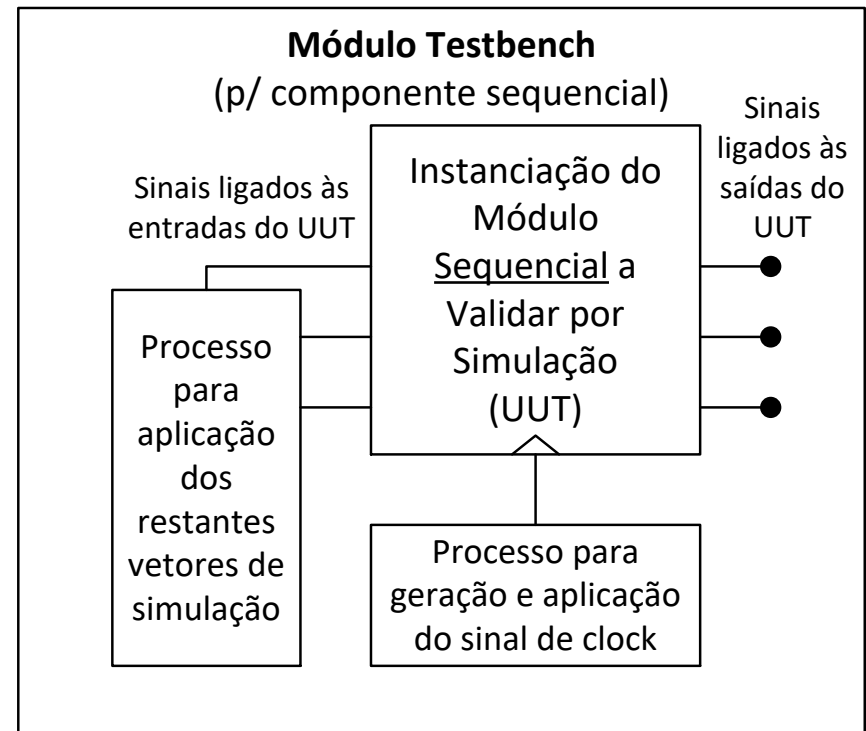 Módulo Testbench
(p/ componente sequencial)
Sinais
ligados às
saídas do
UUT
Sinais ligados às
entradas do UUT
Instanciação do
Módulo
Sequencial a
Validar por
Simulação
(UUT)
Processo
para
aplicação
dos
restantes
vetores de
simulação
Processo para
geração e aplicação
do sinal de clock